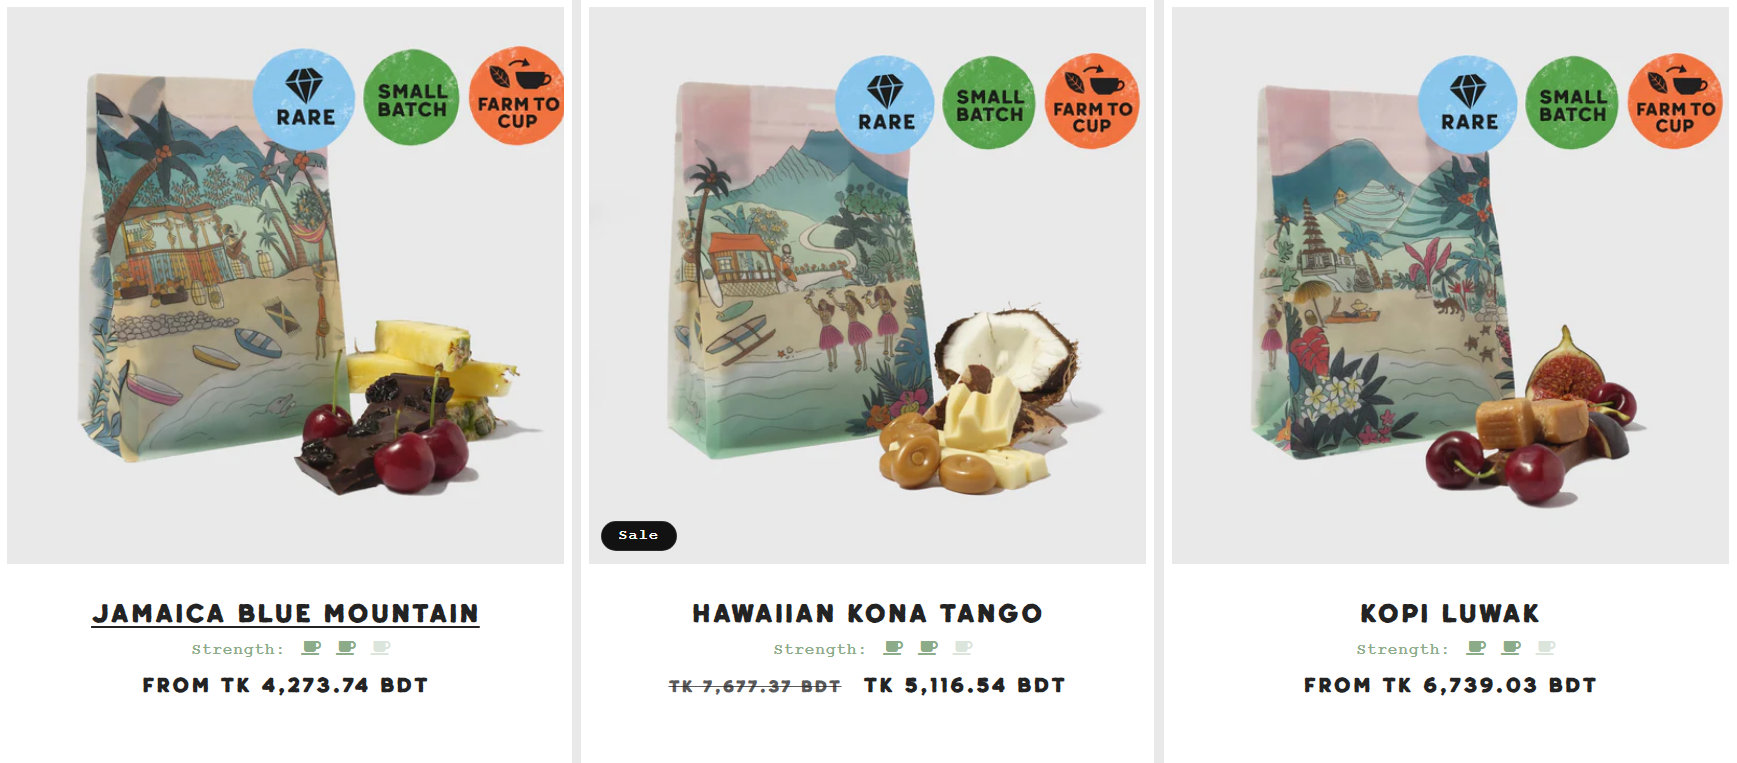 RARE
SMALL
BATCH
FARM TO
CUP
RARE
SMALL
BATCH
FARM TO
CUP
RARE
SMALL
BATCH
FARM TO
CUP
Sale
JAMAICA BLUE MOUNTAIN
Strength:
FROM TK 4,273.74 BDT
HAWAIIAN KONA TANGO
Strength:
TK 7,677.37 BDT TK 5,116.54 BDT
KOPI LUWAK
Strength:
FROM TK 6,739.03 BDT